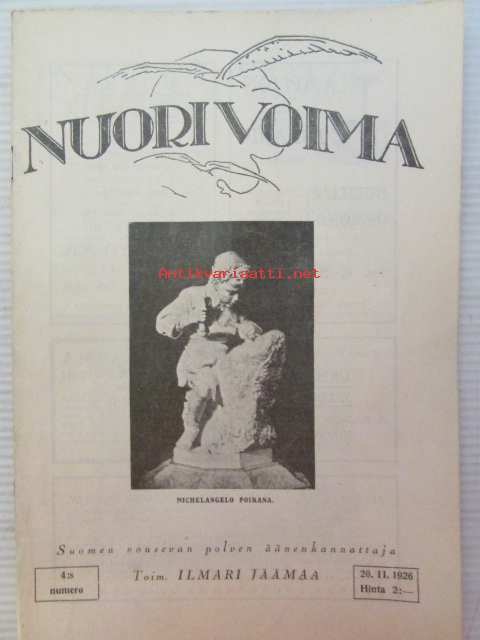 NUORI VOIMA
Antikvariaatti.net
MICHELANGELO POIKANA.
Suomen nousevan polven äänenkannattaja
4:s
numero
Toim. ILMARI JÄÄMAA
20. 11. 1926
Hinta 2:—